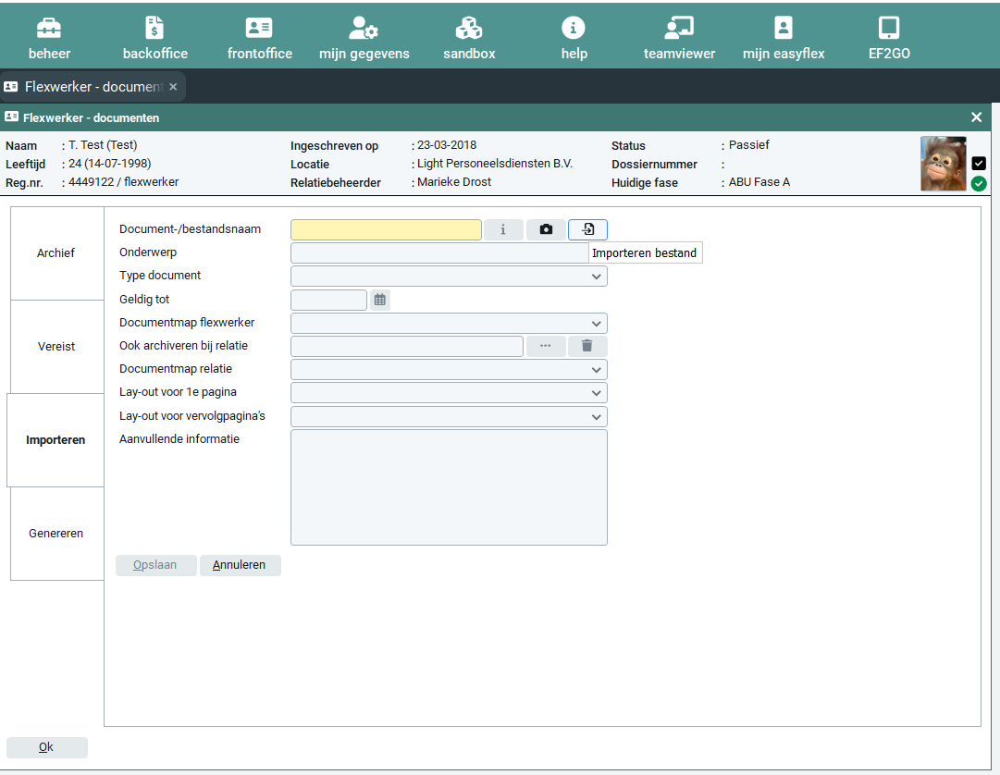 beheer backoffice frontoffice mijn gegevens sandbox help teamviewer mijn easyflex EF2GO
Flexwerker - document ×
Flexwerker - documenten
Naam : T. Test (Test) Ingeschreven op : 23-03-2018 Status : Passief
Leeftijd : 24 (14-07-1998) Locatie : Light Personeelsdiensten B.V. Dossiernummer :
Reg.nr. : 4449122 / flexwerker Relatiebeheerder : Marieke Drost Huidige fase : ABU Fase A
Archief
Vereist
Importeren
Genereren
Document-/bestandsnaam
Onderwerp
Importeren bestand
Type document
Geldig tot
Documentmap flexwerker
Ook archiveren bij relatie ...
Documentmap relatie
Lay-out voor 1e pagina
Lay-out voor vervolgpagina's
Aanvullende informatie
Opslaan Annuleren
Ok